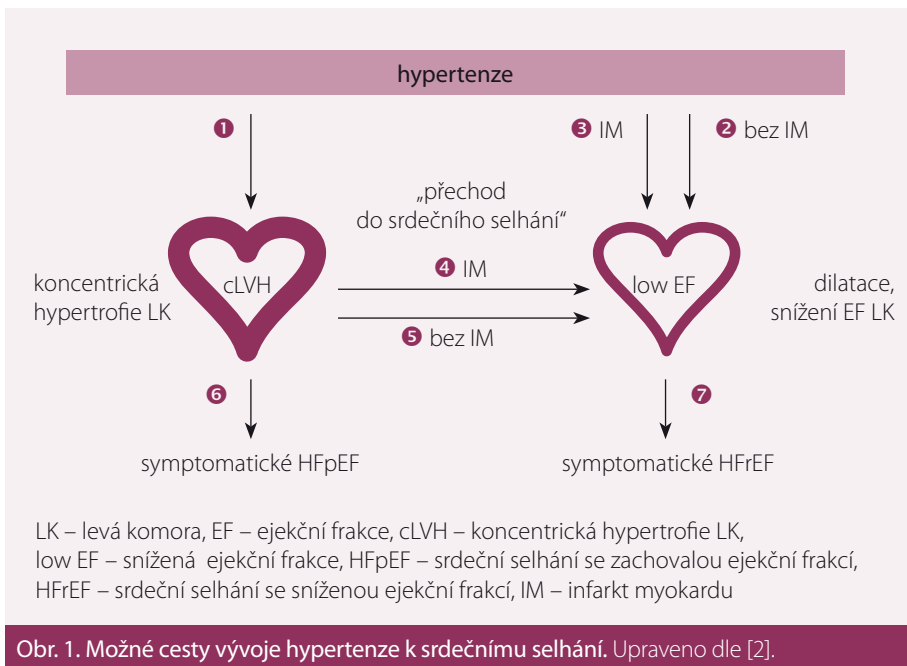 hypertenze
❶
❸ IM
❷ bez IM
„přechod
do srdečního selhání“
koncentrická
hypertrofie LK
cLVH
❹ IM
❺ bez IM
low EF
dilatace,
snížení EF LK
❻
❼
symptomatické HFpEF
symptomatické HFrEF
LK – levá komora, EF – ejekční frakce, cLVH – koncentrická hypertrofie LK,
low EF – snížená ejekční frakce, HFpEF – srdeční selhání se zachovalou ejekční frakcí,
HFrEF – srdeční selhání se sníženou ejekční frakcí, IM – infarkt myokardu
Obr. 1. Možné cesty vývoje hypertenze k srdečnímu selhání. Upraveno dle [2].